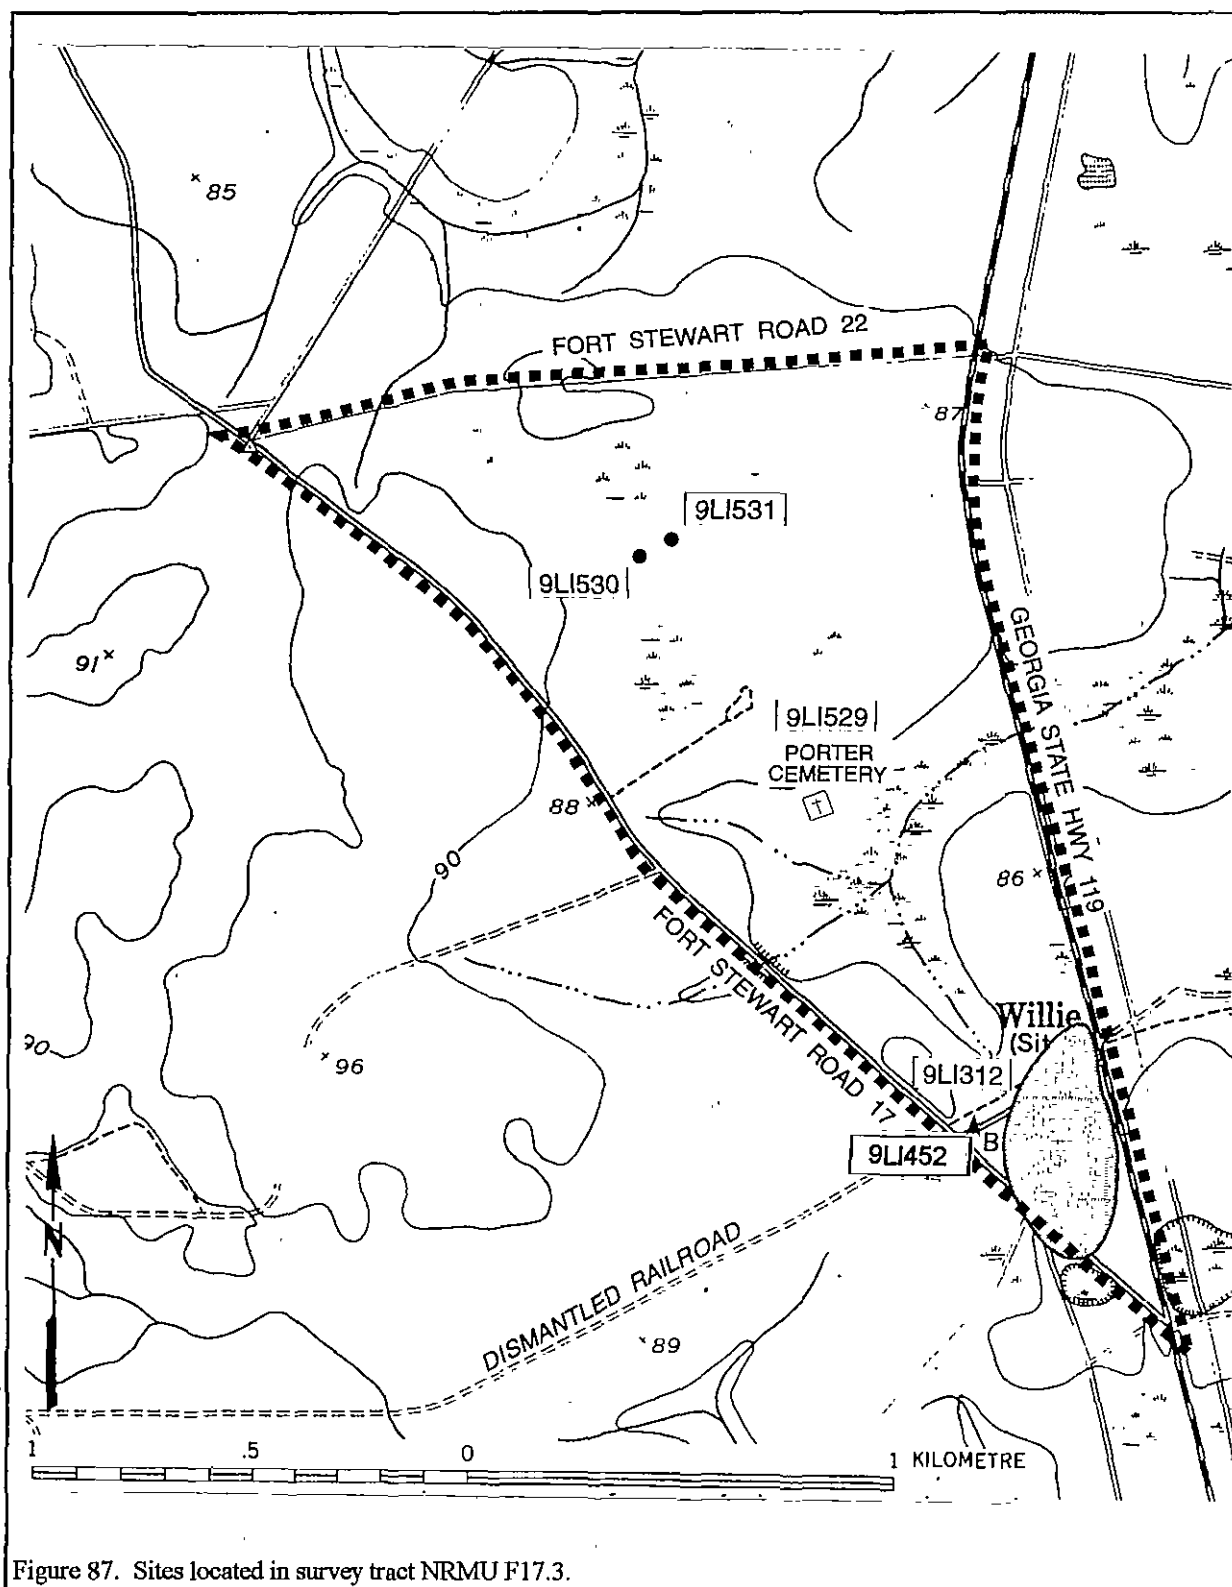 85
FORT STEWART ROAD 22
87
9LI531
9LI530
GEORGIA STATE HWY 119
91
9LI529
PORTER
CEMETERY
88
90
86
FORT STEWART ROAD 17
Willie
(Sit
90
96
9LI312
B
9LI452
N
DISMANTLED RAILROAD
89
1 .5 0 1 KILOMETRE
Figure 87. Sites located in survey tract NRMU F17.3.